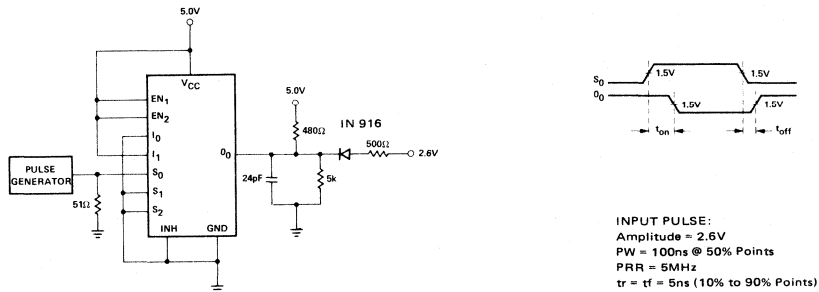 5.0V
VCC
EN1
EN2
I0
I1
S0
S1
S2
INH
GND
O0
PULSE
GENERATOR
51Ω
5.0V
480Ω
IN 916
500Ω
2.6V
24pF
5k
S0
O0
1.5V
1.5V
1.5V
1.5V
ton
toff
INPUT PULSE:
Amplitude = 2.6V
PW = 100ns @ 50% Points
PRR = 5MHz
tr = tf = 5ns (10% to 90% Points)